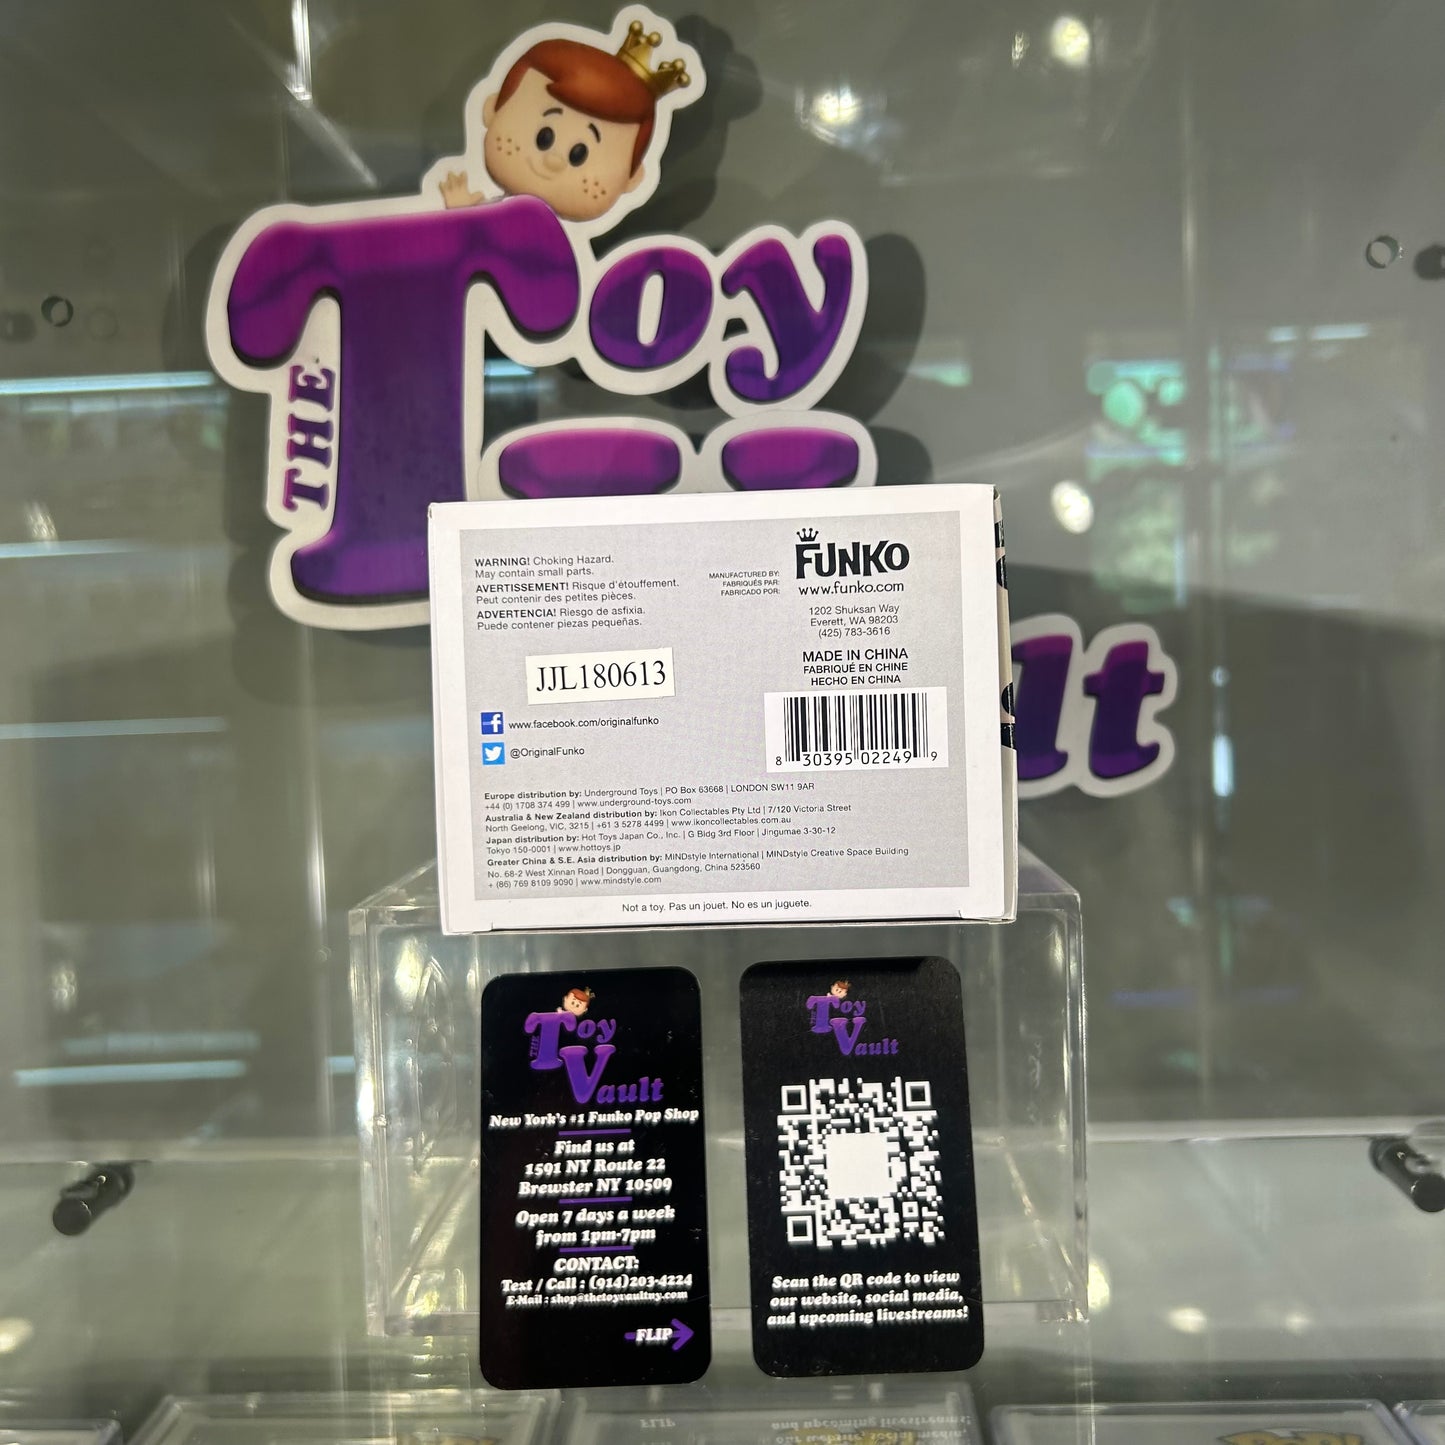 THE
Toy
ult
WARNING! Choking Hazard.
May contain small parts.
AVERTISSEMENT! Risque d'étouffement.
Peut contenir des petites pièces.
ADVERTENCIA! Riesgo de asfixia.
Puede contener piezas pequeñas.
MANUFACTURED BY:
FABRIQUÉS PAR:
FABRICADO POR:
FUNKO
www.funko.com
1202 Shuksan Way
Everett, WA 98203
(425) 783-3616
MADE IN CHINA
FABRIQUÉ EN CHINE
HECHO EN CHINA
JJL180613
f www.facebook.com/originalfunko
@OriginalFunko
8 30395 02249 9
Europe distribution by: Underground Toys | PO Box 63668 | LONDON SW11 9AR
+44 (0) 1708 374 499 | www.underground-toys.com
Australia & New Zealand distribution by: Ikon Collectables Pty Ltd | 7/120 Victoria Street
North Geelong, VIC, 3215 | +61 3 5278 4499 | www.ikoncollectables.com.au
Japan distribution by: Hot Toys Japan Co., Inc. | G Bldg 3rd Floor | Jingumae 3-30-12
Tokyo 150-0001 | www.hottoys.jp
Greater China & S.E. Asia distribution by: MINDstyle International | MINDstyle Creative Space Building
No. 68-2 West Xinnan Road | Dongguan, Guangdong, China 523560
+ (86) 769 8109 9090 | www.mindstyle.com
Not a toy. Pas un jouet. No es un juguete.
THE
Toy
Vault
New York's #1 Funko Pop Shop
Find us at
1591 NY Route 22
Brewster NY 10509
Open 7 days a week
from 1pm-7pm
CONTACT:
Text / Call : (914)203-4224
E-Mail : shop@thetoyvaultny.com
FLIP
THE
Toy
Vault
Scan the QR code to view
our website, social media,
and upcoming livestreams!